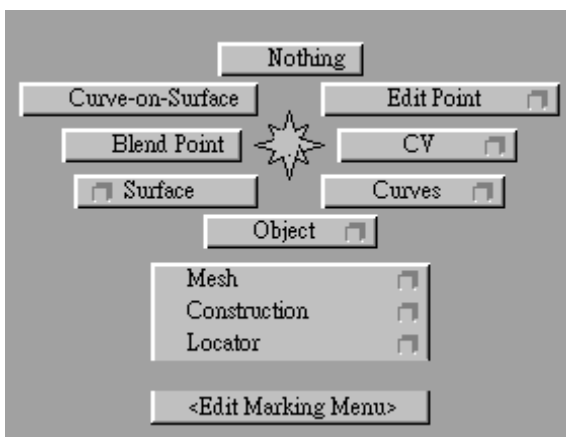 Nothing
Curve-on-Surface
Edit Point
Blend Point
CV
Surface
Curves
Object
Mesh
Construction
Locator
<Edit Marking Menu>